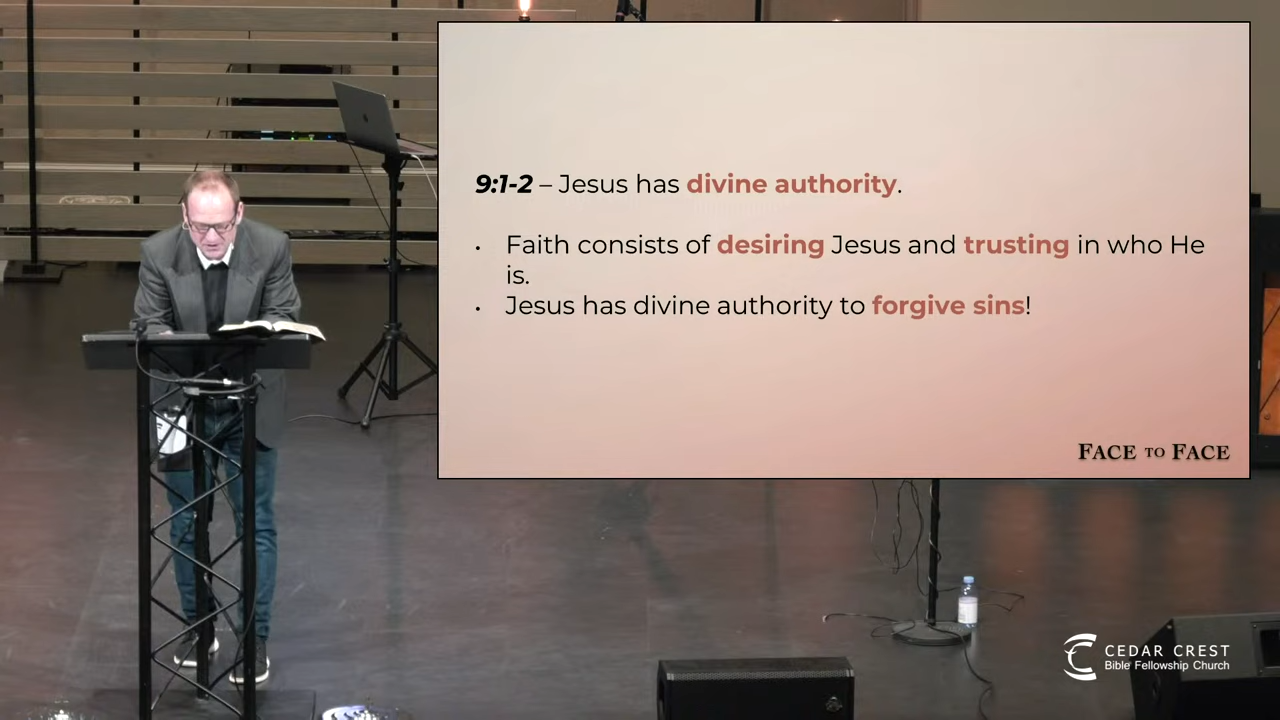 9:1-2 – Jesus has divine authority.
• Faith consists of desiring Jesus and trusting in who He
is.
• Jesus has divine authority to forgive sins!
FACE TO FACE
CEDAR CREST
Bible Fellowship Church